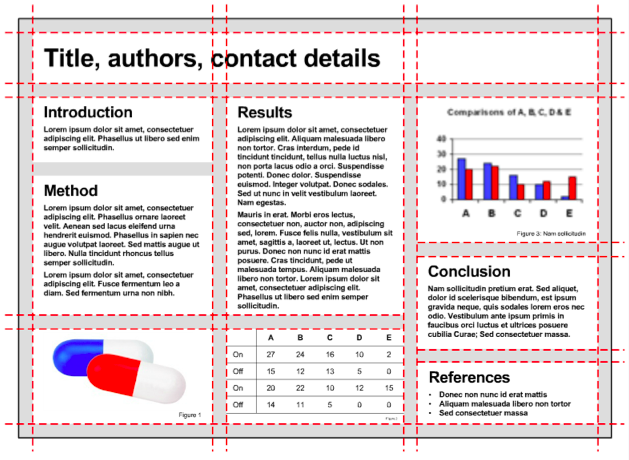 Title, authors, contact details
Introduction
Lorem ipsum dolor sit amet, consectetuer
adipiscing elit. Phasellus ut libero sed enim
semper sollicitudin.
Method
Lorem ipsum dolor sit amet, consectetuer
adipiscing elit. Phasellus ornare laoreet
velit. Aenean sed lacus eleifend urna
hendrerit euismod. Phasellus in sapien nec
augue volutpat laoreet. Sed mattis augue ut
libero. Nulla tincidunt rhoncus tellus
semper sollicitudin.
Lorem ipsum dolor sit amet, consectetuer
adipiscing elit. Fusce fermentum leo a
diam. Sed fermentum urna non nibh.
Figure 1
Results
Lorem ipsum dolor sit amet, consectetuer
adipiscing elit. Aliquam malesuada libero
non tortor. Cras interdum, pede id
tincidunt tincidunt, tellus nulla luctus nisl,
non porta lacus odio a orci. Suspendisse
potenti. Donec dolor. Suspendisse
euismod. Integer volutpat. Donec sodales.
Sed ut nunc in velit vestibulum laoreet.
Nam egestas.
Mauris in erat. Morbi eros lectus,
consectetuer non, auctor non, adipiscing
sed, lorem. Fusce felis nulla, vestibulum sit
amet, sagittis a, laoreet ut, lectus. Ut non
purus. Donec non nunc id erat mattis
posuere. Cras tincidunt, pede ut
malesuada tempus. Aliquam malesuada
libero non tortor. Lorem ipsum dolor sit
amet, consectetuer adipiscing elit.
Phasellus ut libero sed enim semper
sollicitudin.
A B C D E
On 27 24 16 10 2
Off 15 12 13 5 0
On 20 22 10 12 15
Off 14 11 5 0 0
Comparisons of A, B, C, D & E
40
30
20
10
0
A B C D E
Figure 3: Nam sollicitudin
Conclusion
Nam sollicitudin pretium erat. Sed aliquet,
dolor id scelerisque bibendum, est ipsum
gravida neque, quis sodales lorem eros nec
odio. Vestibulum ante ipsum primis in
faucibus orci luctus et ultrices posuere
cubilia Curae; Sed consectetuer massa.
References
• Donec non nunc id erat mattis
• Aliquam malesuada libero non tortor
• Sed consectetuer massa